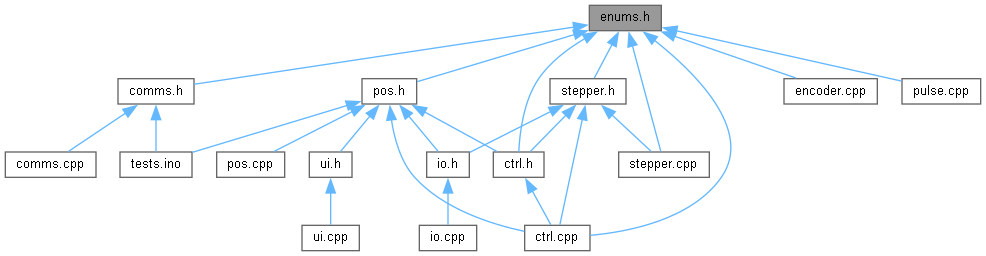 enums.h
comms.h
pos.h
stepper.h
encoder.cpp
pulse.cpp
comms.cpp
tests.ino
pos.cpp
ui.h
io.h
ctrl.h
stepper.cpp
ui.cpp
io.cpp
ctrl.cpp